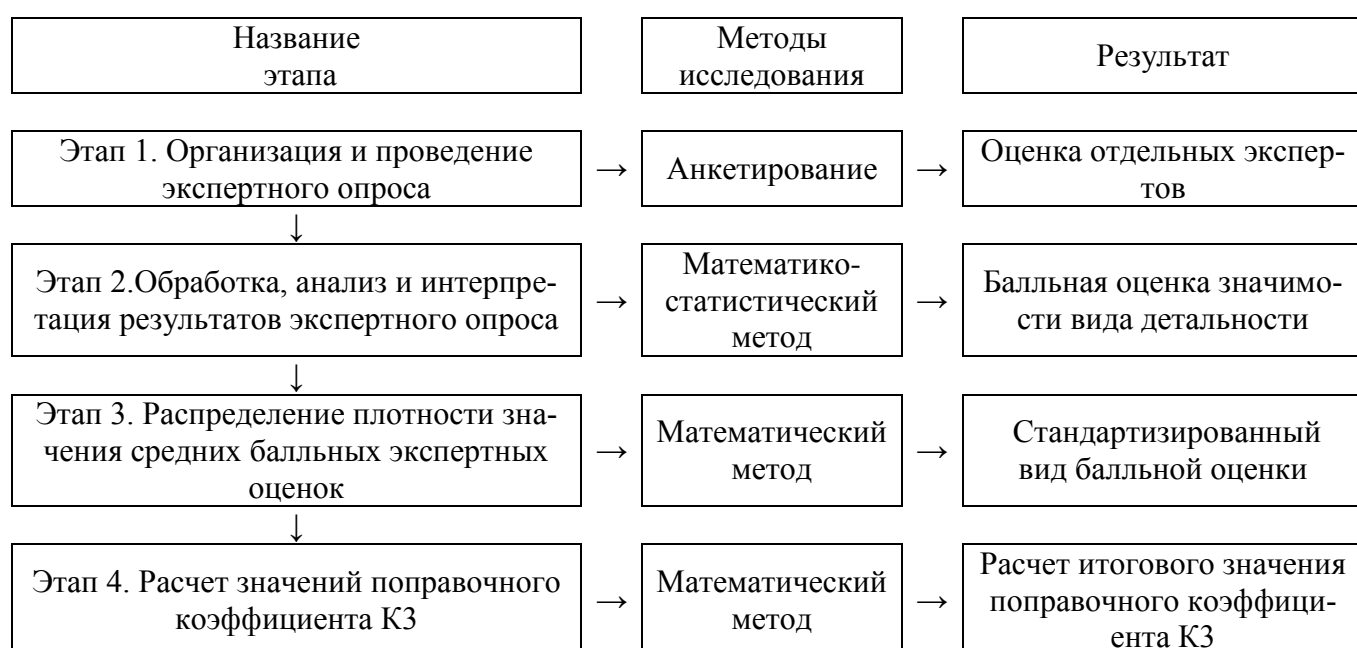 Название
этапа
Методы
исследования
Результат
Этап 1. Организация и проведение
экспертного опроса
→
Анкетирование
→
Оценка отдельных экспер-
тов
↓
Этап 2.Обработка, анализ и интерпре-
тация результатов экспертного опроса
→
Математико-
статистический
метод
→
Балльная оценка значимо-
сти вида детальности
↓
Этап 3. Распределение плотности зна-
чения средних балльных экспертных
оценок
→
Математический
метод
→
Стандартизированный
вид балльной оценки
↓
Этап 4. Расчет значений поправочного
коэффициента К3
→
Математический
метод
→
Расчет итогового значения
поправочного коэффици-
ента К3